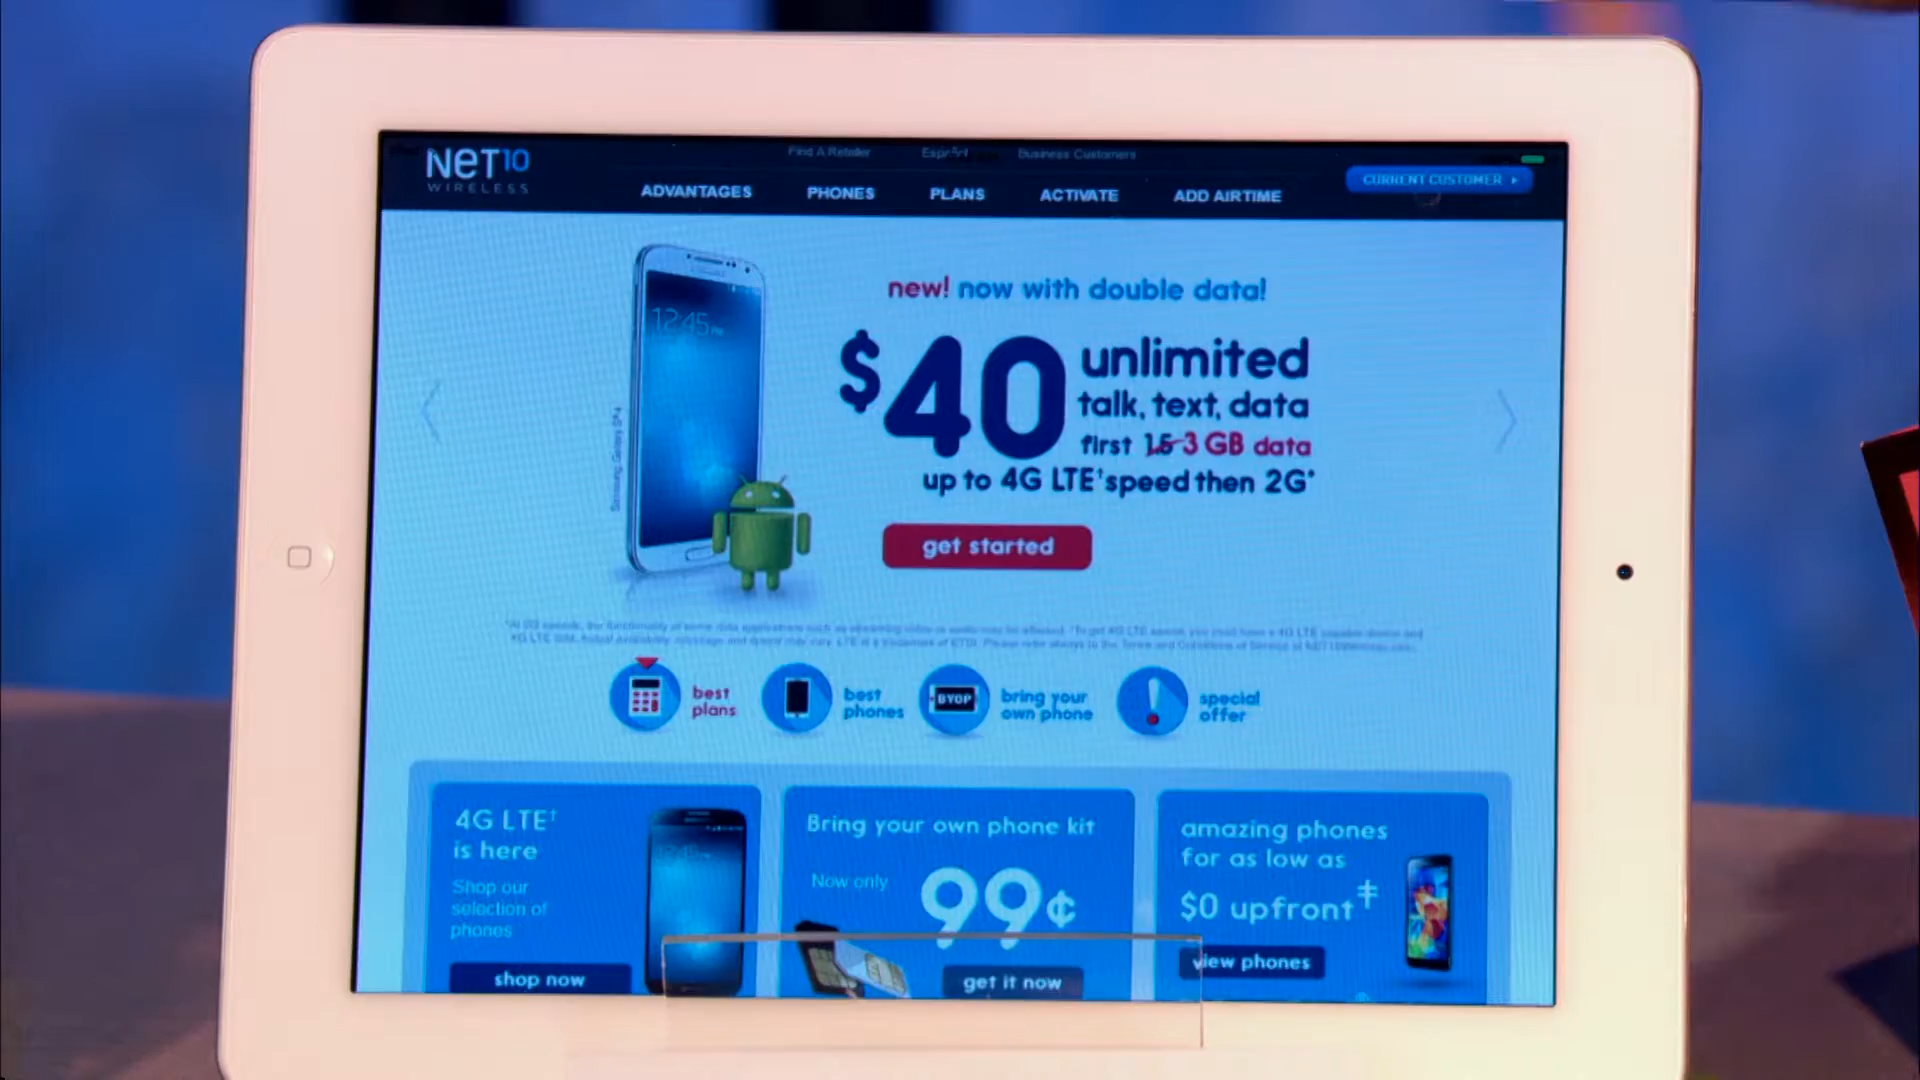 NET10
WIRELESS
Find A Retailer
Español
Business Customers
CURRENT CUSTOMER
ADVANTAGES
PHONES
PLANS
ACTIVATE
ADD AIRTIME
12:45
Samsung Galaxy S®4
new! now with double data!
$40 unlimited
talk, text, data
first 1.5 3 GB data
up to 4G LTE† speed then 2G*
get started
best
plans
best
phones
BYOP
bring your
own phone
special
offer
4G LTE†
is here
Shop our
selection of
phones
shop now
Bring your own phone kit
Now only
99¢
get it now
amazing phones
for as low as
$0 upfront‡
view phones